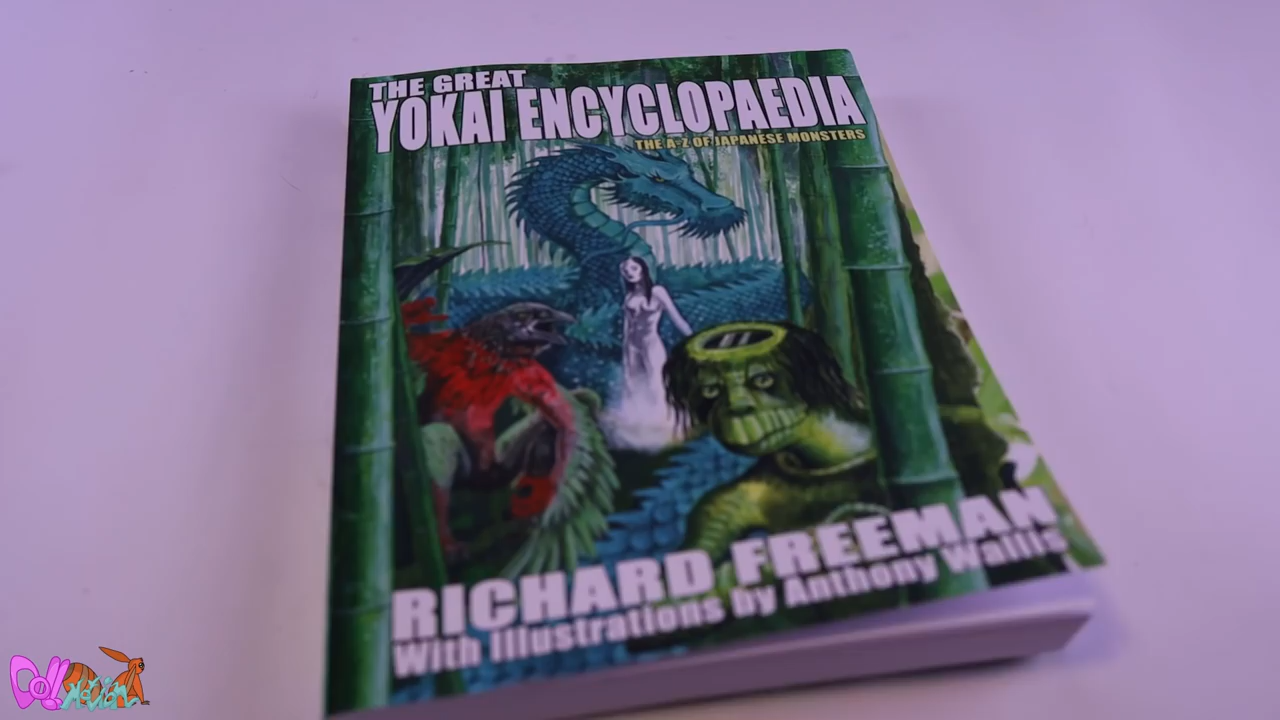 THE GREAT
YOKAI ENCYCLOPAEDIA
THE A-Z OF JAPANESE MONSTERS
RICHARD FREEMAN
With Illustrations by Anthony Wallis